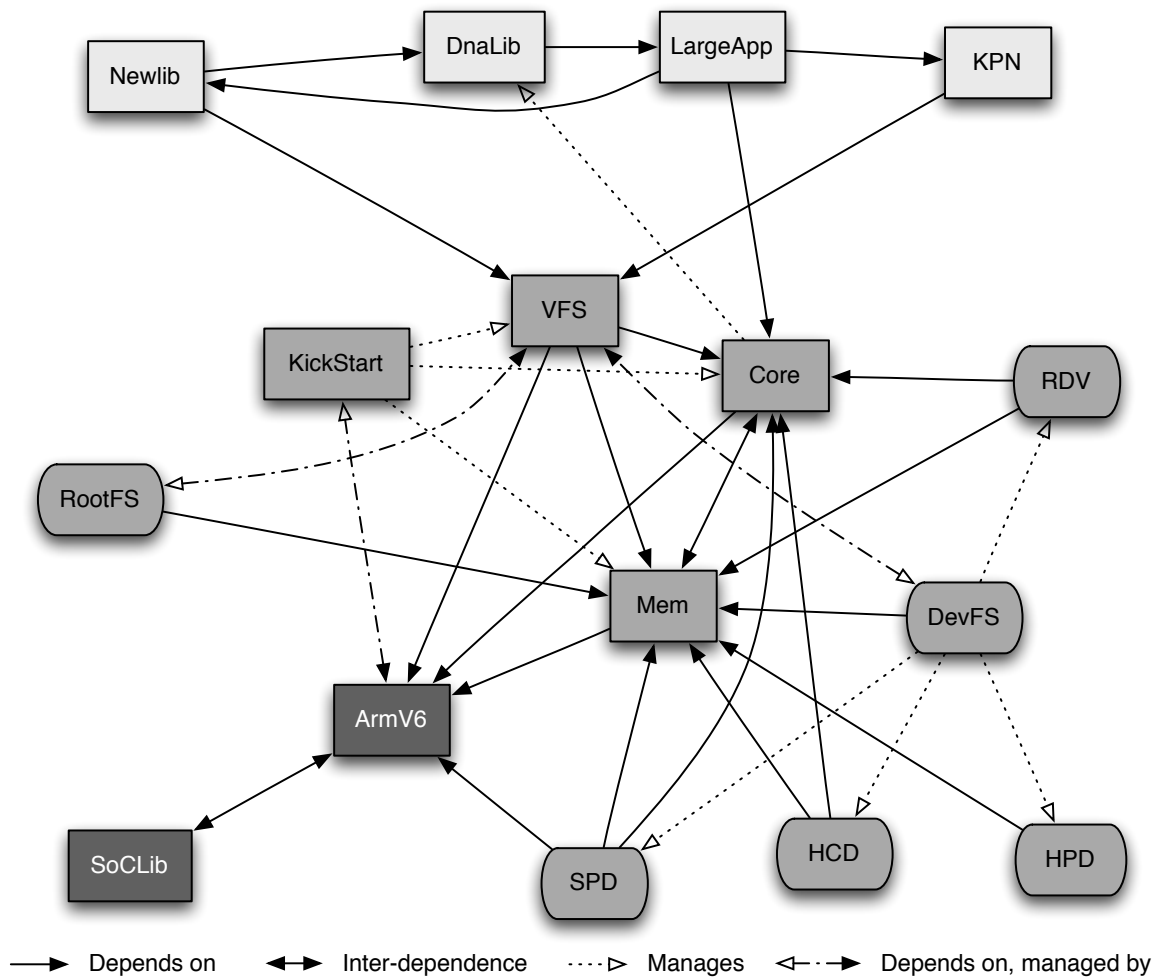 DnaLib
LargeApp
KPN
Newlib
VFS
KickStart
Core
RDV
RootFS
Mem
DevFS
ArmV6
SoCLib
SPD
HCD
HPD
Depends on
Inter-dependence
Manages
Depends on, managed by